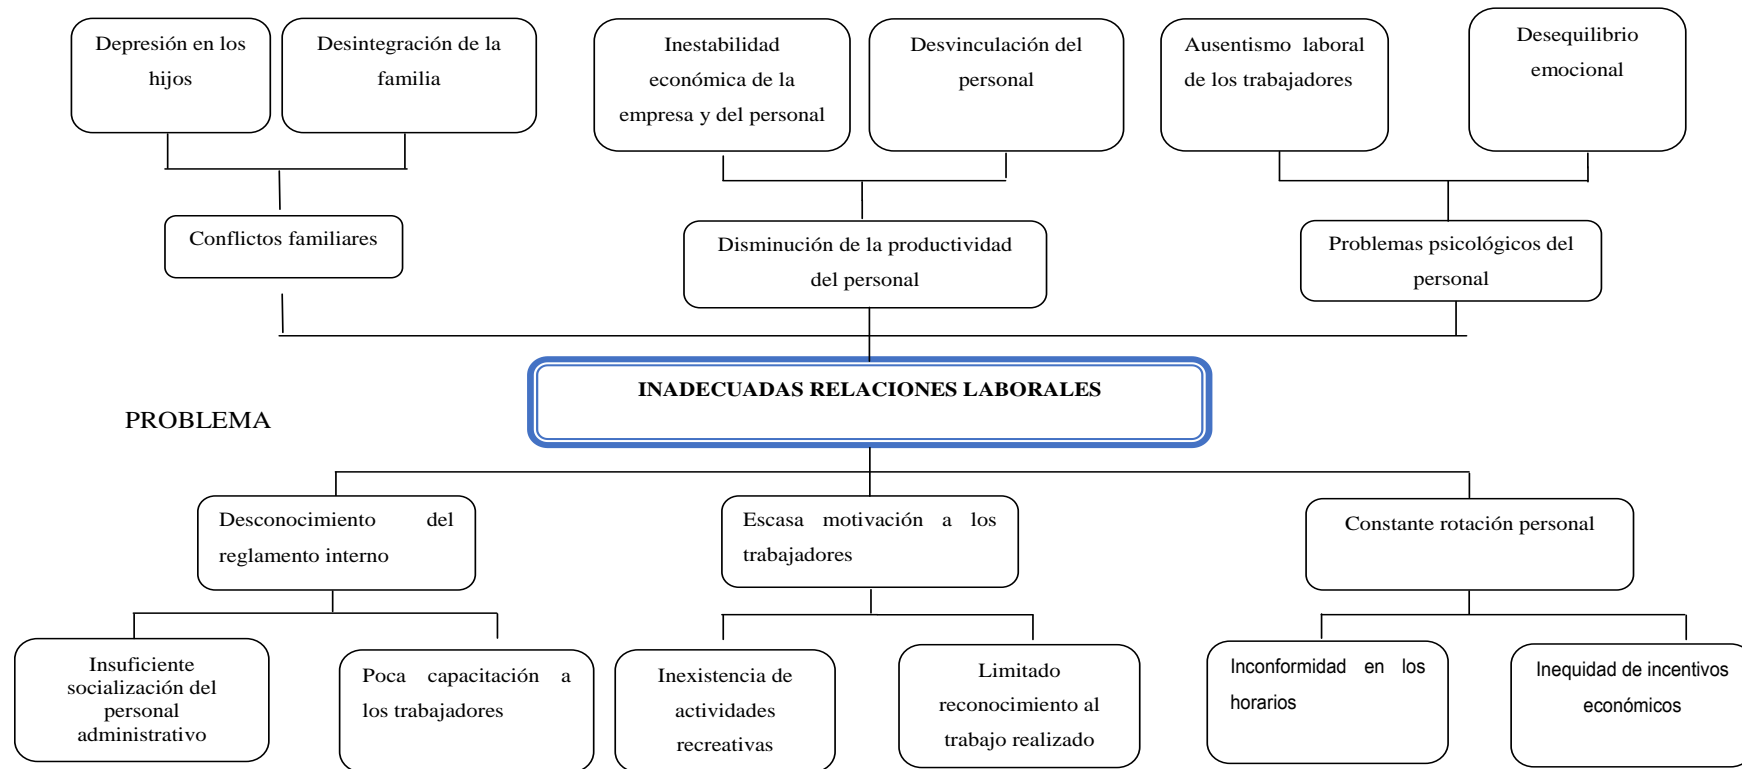 Depresión en los
hijos
Desintegración de la
familia
Inestabilidad
económica de la
empresa y del personal
Desvinculación del
personal
Ausentismo laboral
de los trabajadores
Desequilibrio
emocional
Conflictos familiares
Disminución de la productividad
del personal
Problemas psicológicos del
personal
INADECUADAS RELACIONES LABORALES
PROBLEMA
Desconocimiento del
reglamento interno
Escasa motivación a los
trabajadores
Constante rotación personal
Insuficiente
socialización del
personal
administrativo
Poca capacitación a
los trabajadores
Inexistencia de
actividades
recreativas
Limitado
reconocimiento al
trabajo realizado
Inconformidad en los
horarios
Inequidad de incentivos
económicos